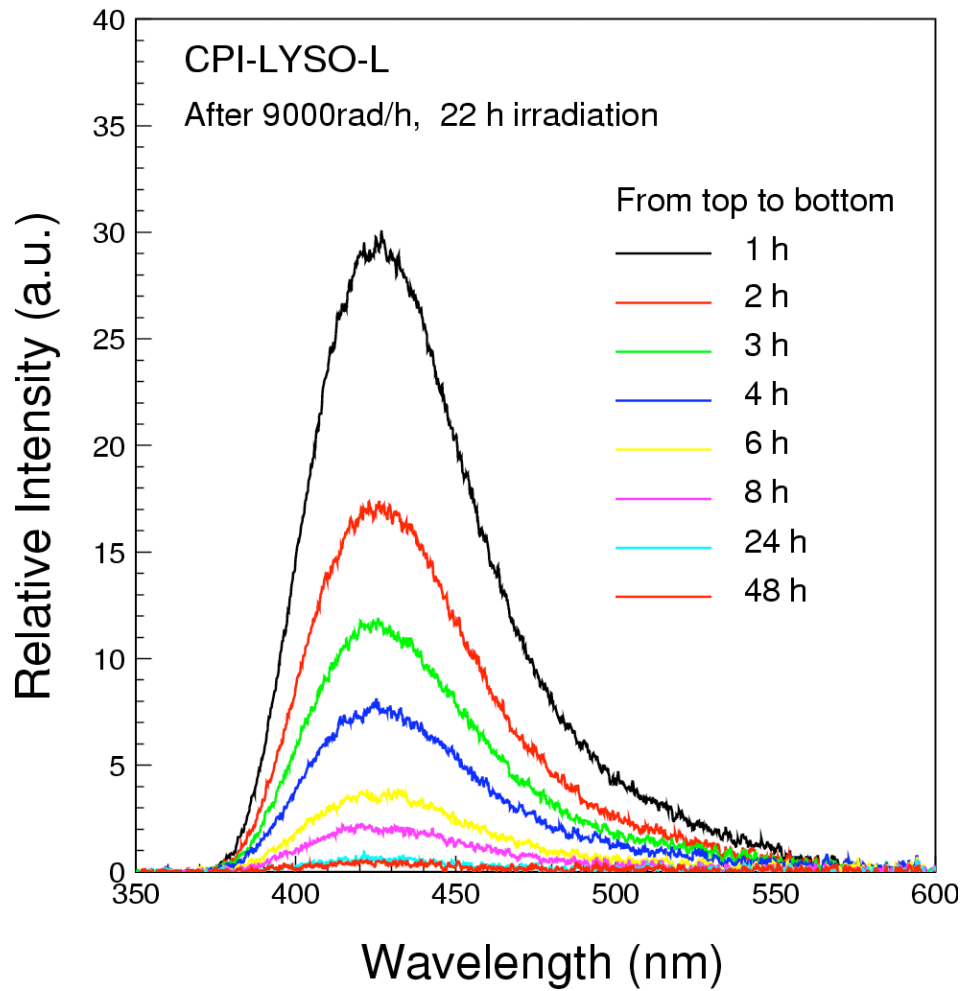 CPI-LYSO-L
After 9000rad/h, 22 h irradiation
From top to bottom
1 h
2 h
3 h
4 h
6 h
8 h
24 h
48 h
Relative Intensity (a.u.)
40
35
30
25
20
15
10
5
0
350 400 450 500 550 600
Wavelength (nm)